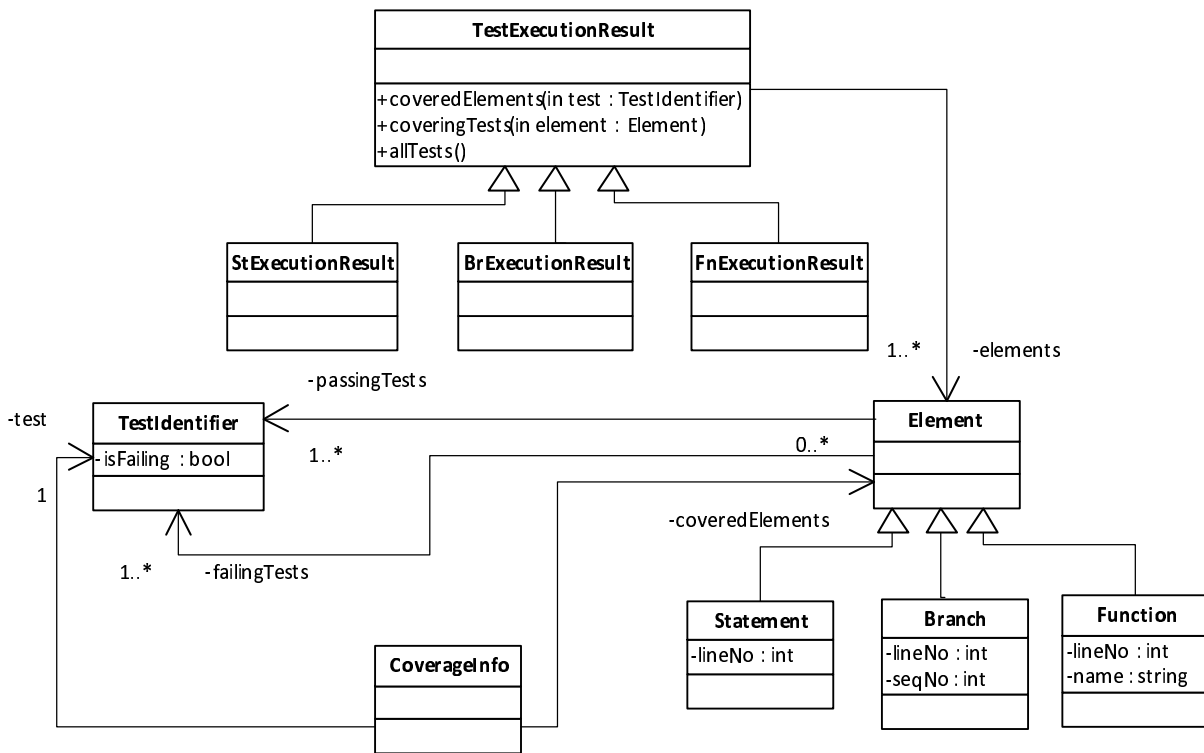 TestExecutionResult
+coveredElements(in test : TestIdentifier)
+coveringTests(in element : Element)
+allTests()
StExecutionResult
BrExecutionResult
FnExecutionResult
1..*
-elements
-passingTests
-test
TestIdentifier
-isFailing : bool
1..*
0..*
Element
1
-coveredElements
1..*
-failingTests
Statement
-lineNo : int
Branch
-lineNo : int
-seqNo : int
Function
-lineNo : int
-name : string
CoverageInfo